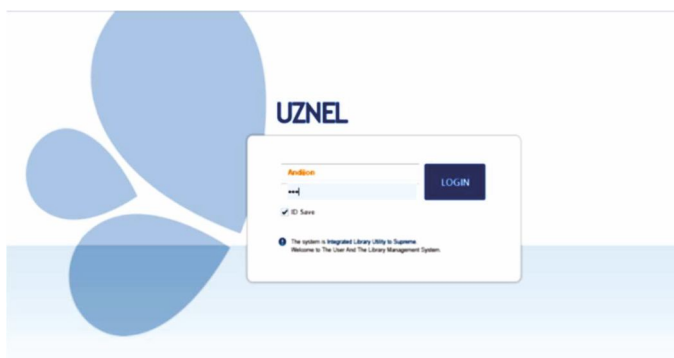 UZNEL
Andijon
•••
LOGIN
ID Save
The system is Integrated Library Utility to Supreme.
Welcome to The User And The Library Management System.